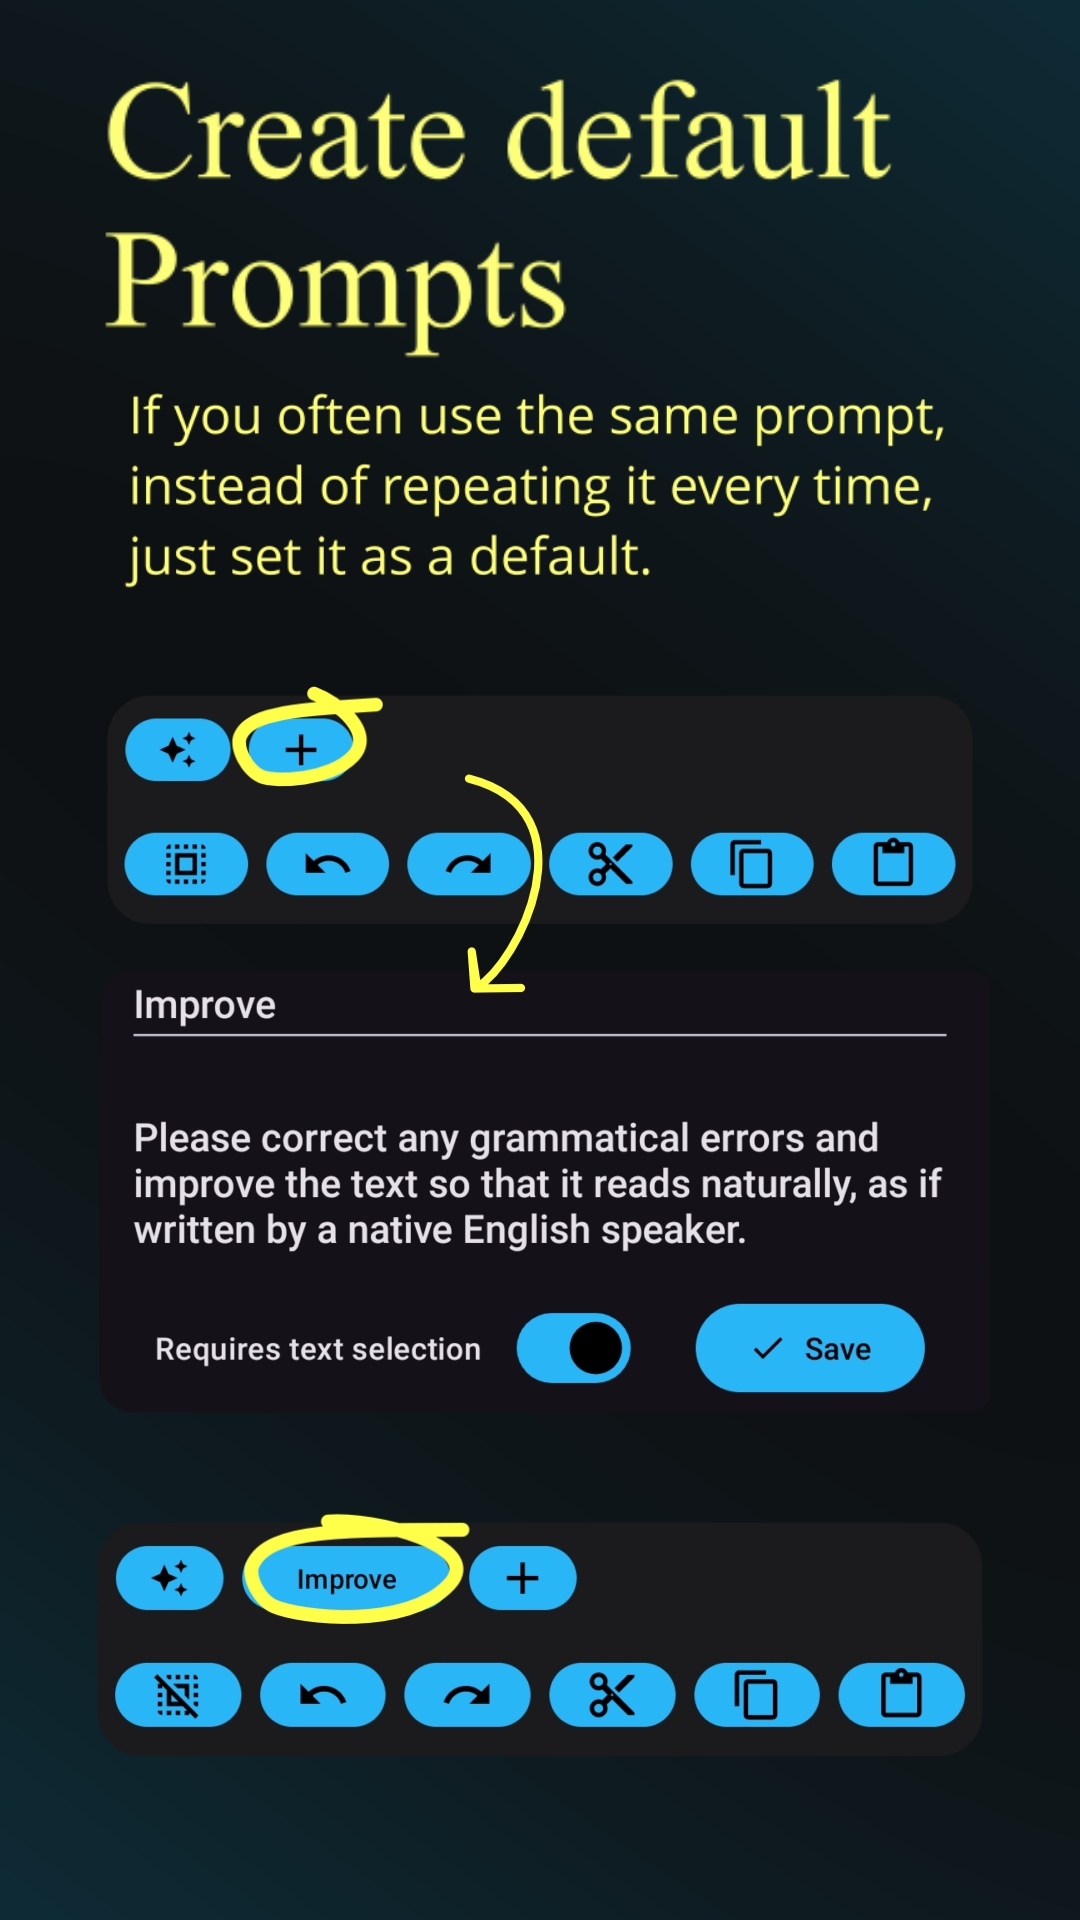 Create default
Prompts
If you often use the same prompt,
instead of repeating it every time,
just set it as a default.
Improve
Please correct any grammatical errors and
improve the text so that it reads naturally, as if
written by a native English speaker.
Requires text selection
Save
Improve